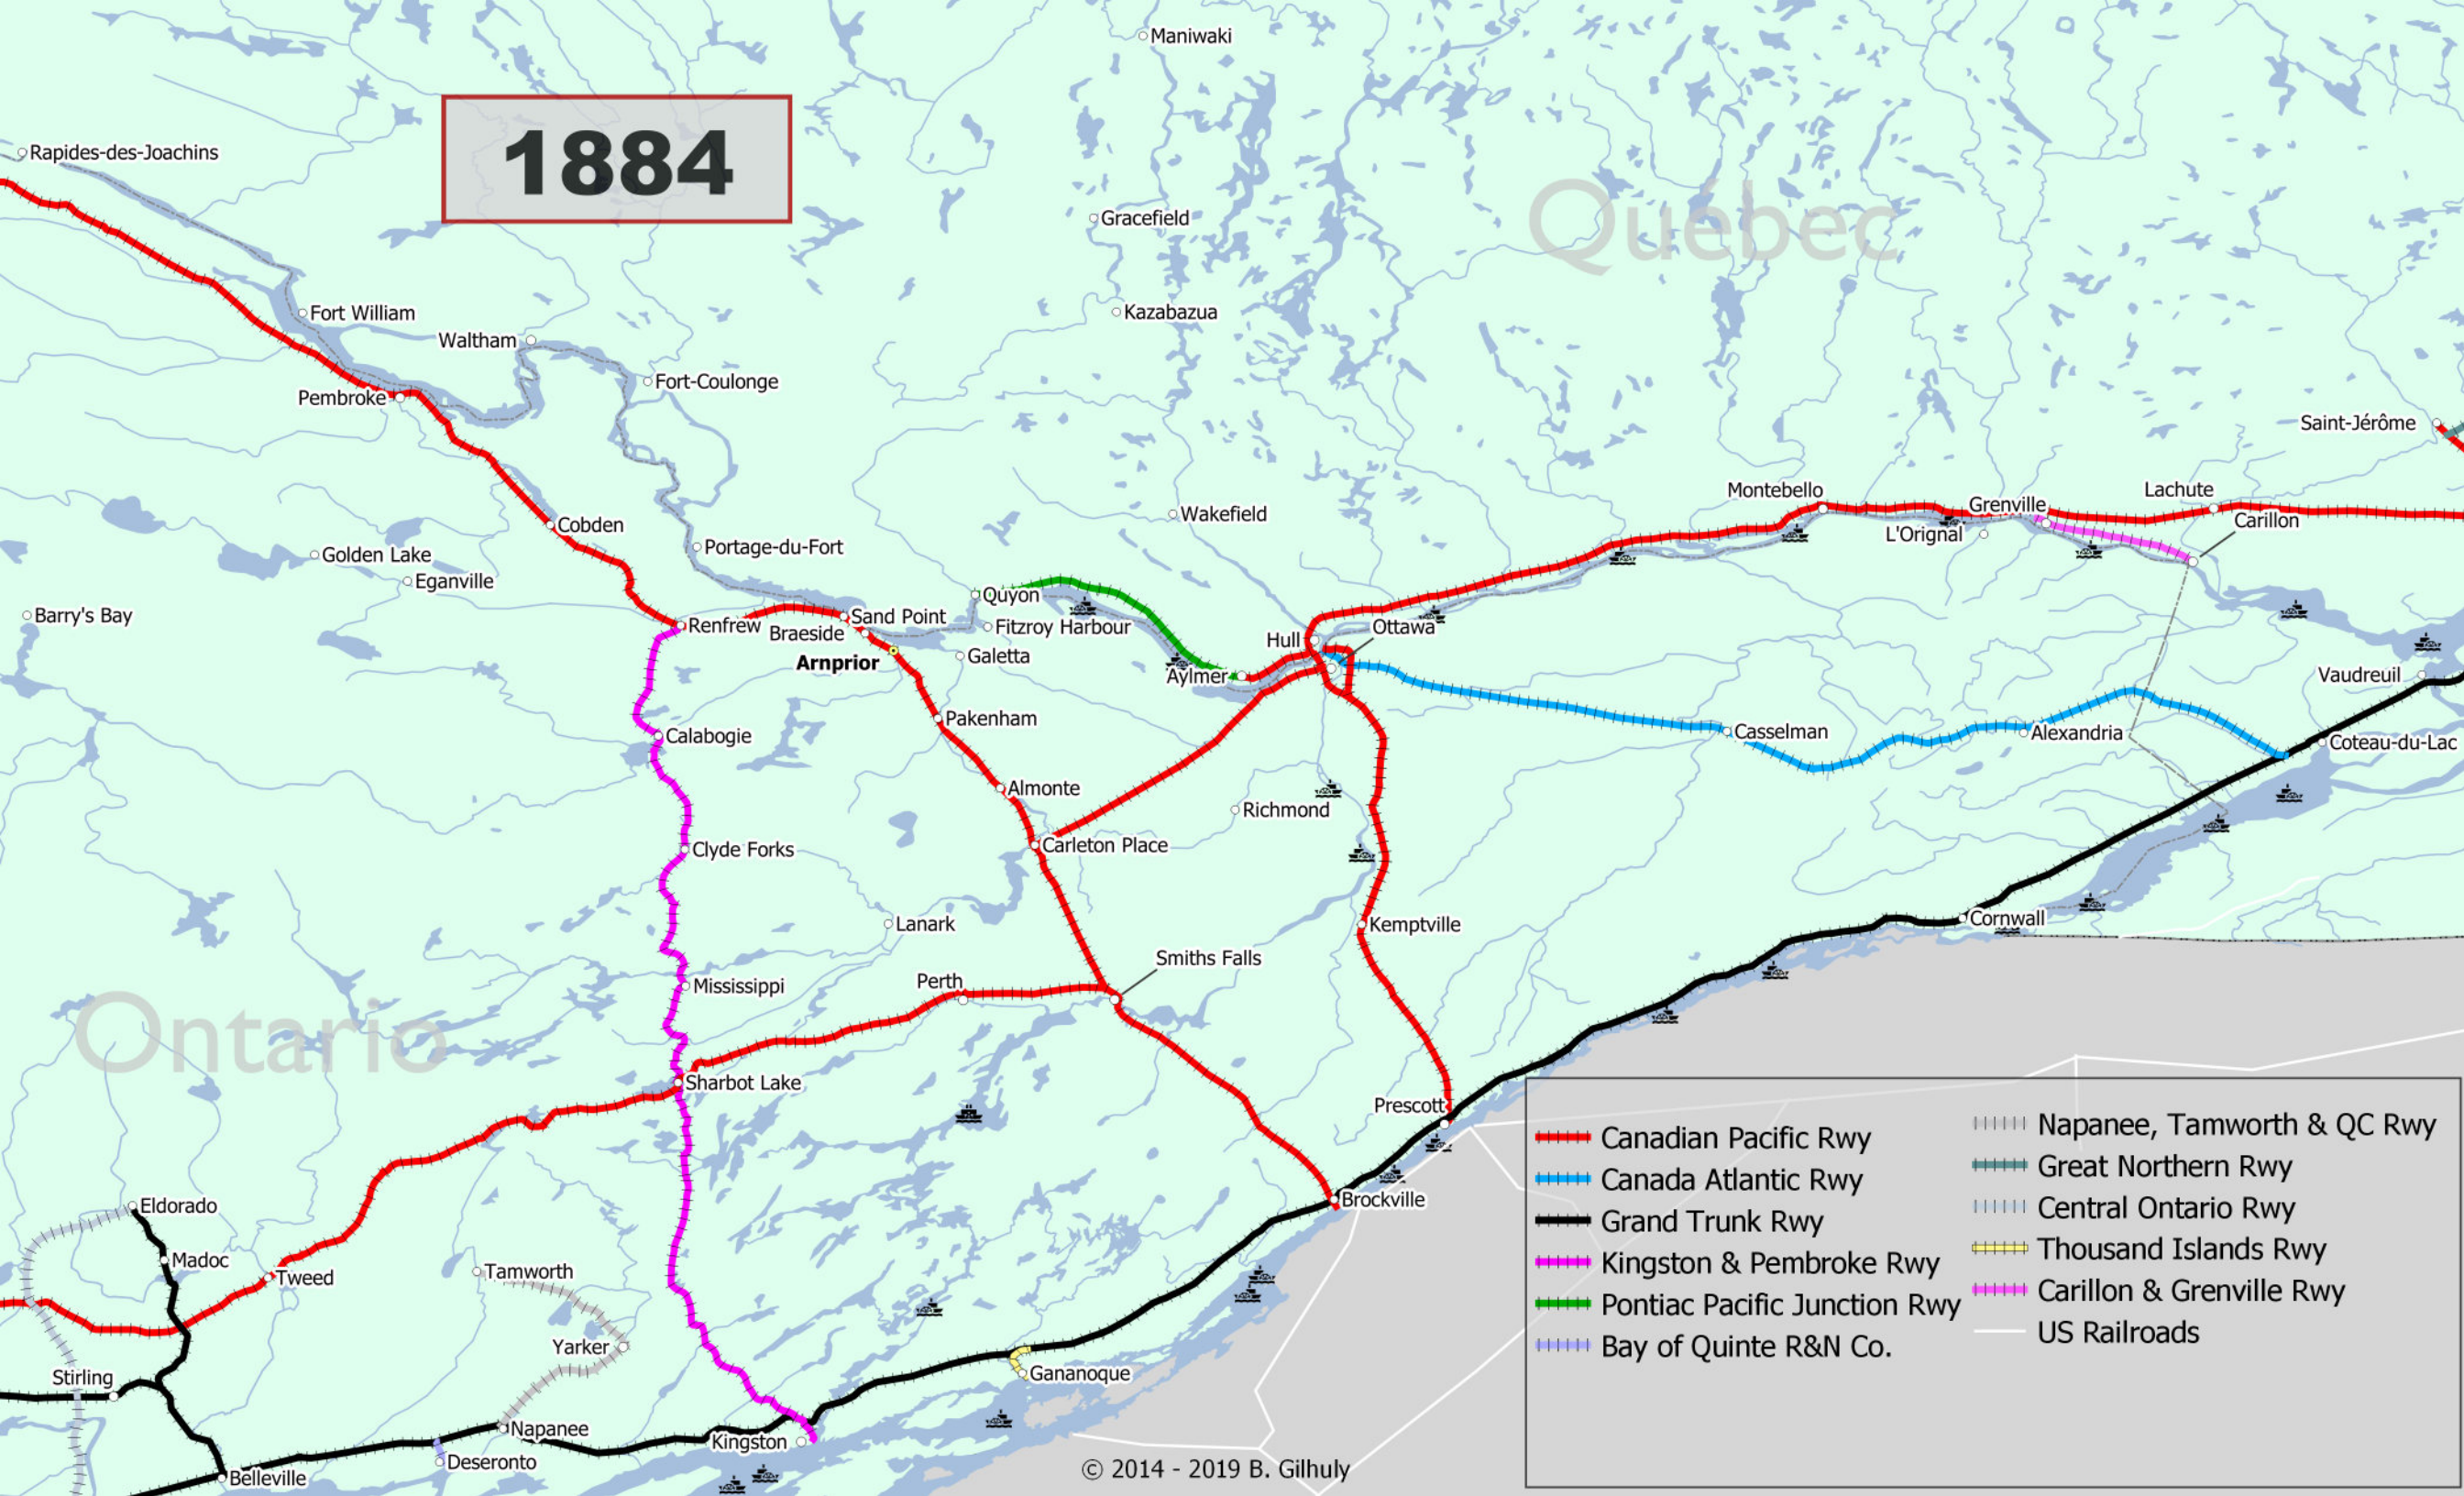 Maniwaki
1884
Rapides-des-Joachins
Gracefield
Québec
Fort William
Kazabazua
Waltham
Fort-Coulonge
Pembroke
Saint-Jérôme
Montebello
Grenville
Lachute
Carillon
Cobden
Wakefield
L'Orignal
Golden Lake
Portage-du-Fort
Eganville
Quyon
Barry's Bay
Renfrew
Sand Point
Braeside
Fitzroy Harbour
Hull
Ottawa
Arnprior
Galetta
Aylmer
Vaudreuil
Pakenham
Calabogie
Casselman
Alexandria
Coteau-du-Lac
Almonte
Richmond
Clyde Forks
Carleton Place
Lanark
Kemptville
Cornwall
Smiths Falls
Perth
Mississippi
Ontario
Sharbot Lake
Prescott
Brockville
Eldorado
Madoc
Tweed
Tamworth
Yarker
Stirling
Gananoque
Napanee
Kingston
Deseronto
Belleville
© 2014 - 2019 B. Gilhuly
Canadian Pacific Rwy
Canada Atlantic Rwy
Grand Trunk Rwy
Kingston & Pembroke Rwy
Pontiac Pacific Junction Rwy
Bay of Quinte R&N Co.
Napanee, Tamworth & QC Rwy
Great Northern Rwy
Central Ontario Rwy
Thousand Islands Rwy
Carillon & Grenville Rwy
US Railroads